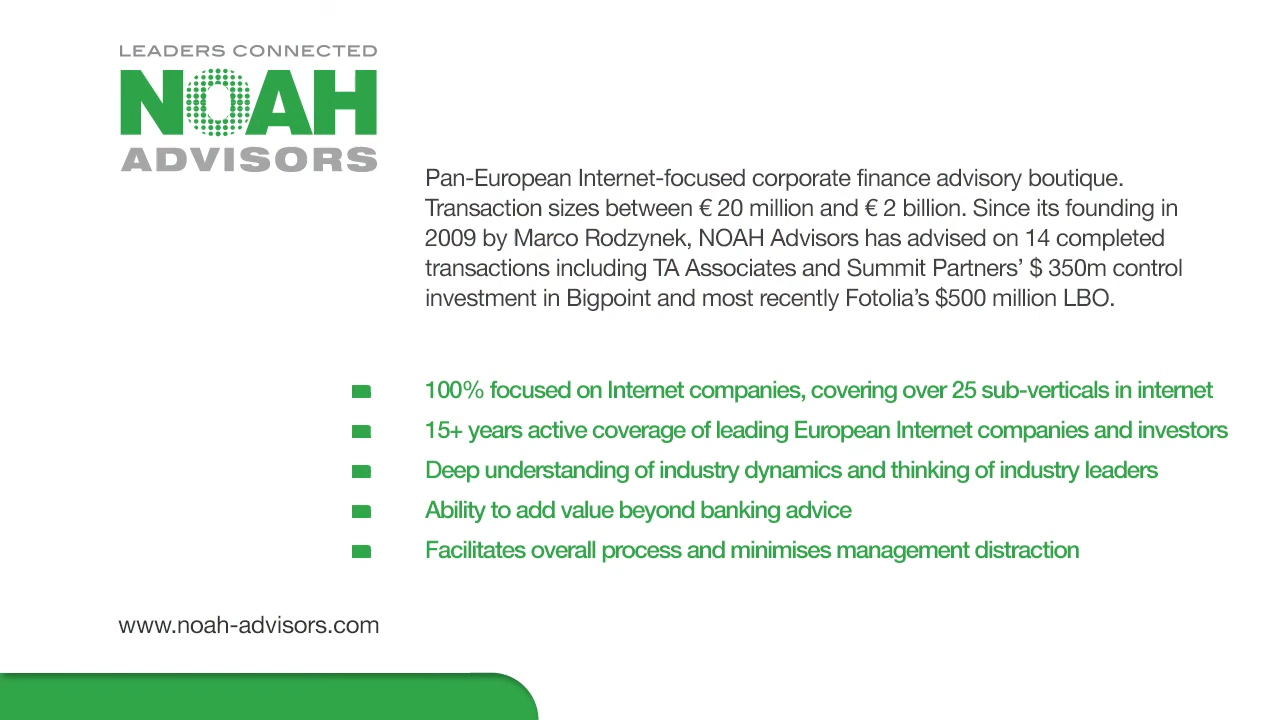 LEADERS CONNECTED
NOAH
ADVISORS
Pan-European Internet-focused corporate finance advisory boutique.
Transaction sizes between € 20 million and € 2 billion. Since its founding in
2009 by Marco Rodzynek, NOAH Advisors has advised on 14 completed
transactions including TA Associates and Summit Partners’ $ 350m control
investment in Bigpoint and most recently Fotolia’s $500 million LBO.
100% focused on Internet companies, covering over 25 sub-verticals in internet
15+ years active coverage of leading European Internet companies and investors
Deep understanding of industry dynamics and thinking of industry leaders
Ability to add value beyond banking advice
Facilitates overall process and minimises management distraction
www.noah-advisors.com